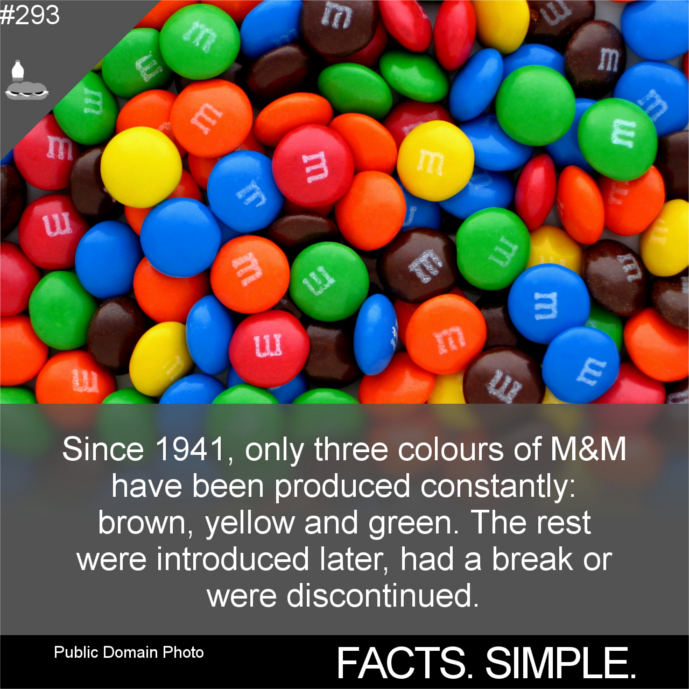 #293
Since 1941, only three colours of M&M
have been produced constantly:
brown, yellow and green. The rest
were introduced later, had a break or
were discontinued.
Public Domain Photo
FACTS. SIMPLE.